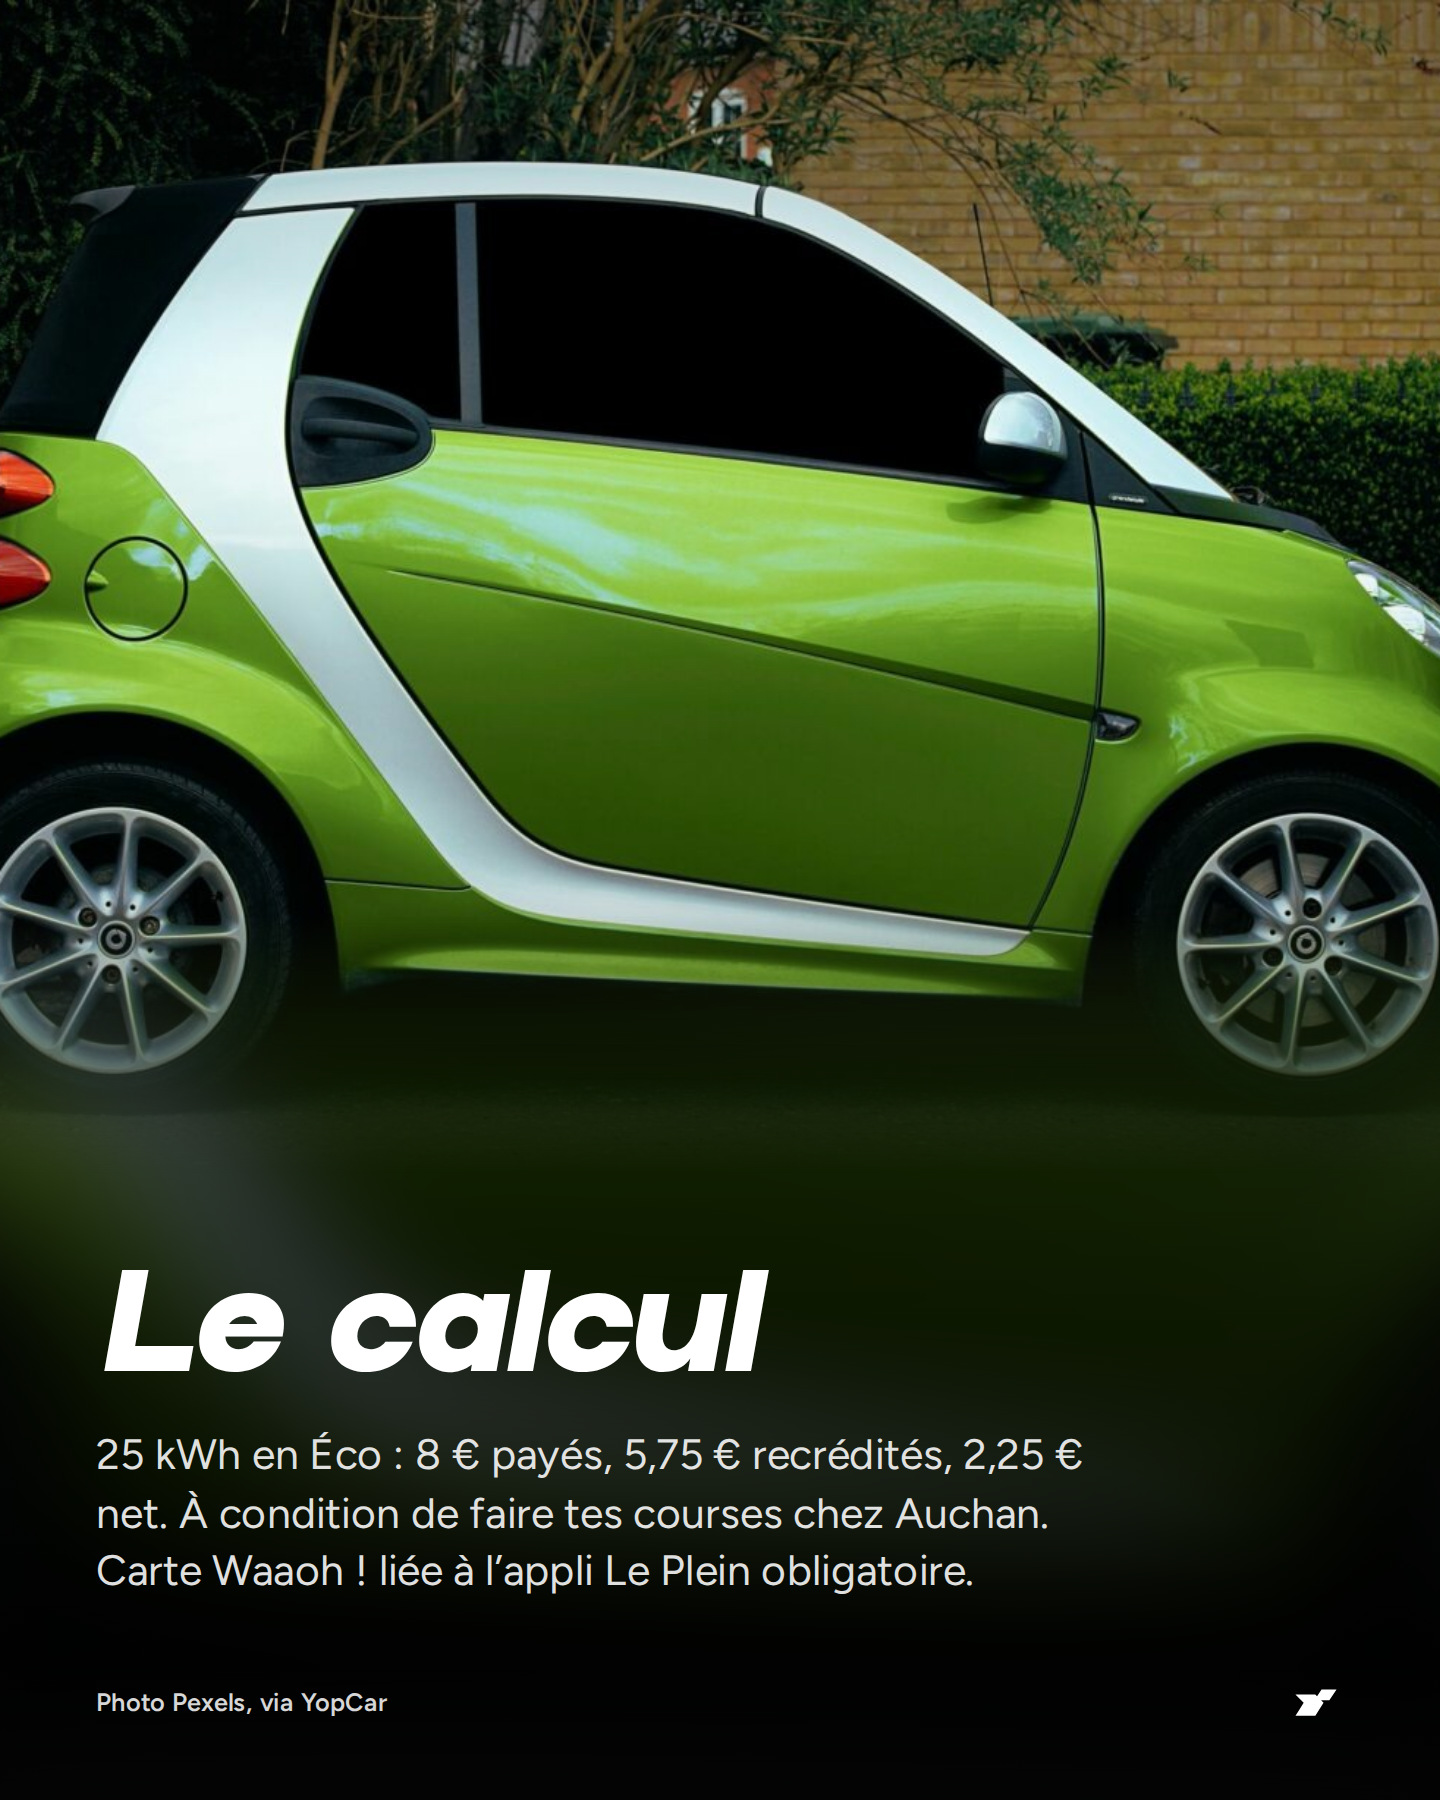 Le calcul
25 kWh en Éco : 8 € payés, 5,75 € recrédités, 2,25 €
net. À condition de faire tes courses chez Auchan.
Carte Waaoh ! liée à l’appli Le Plein obligatoire.
Photo Pexels, via YopCar